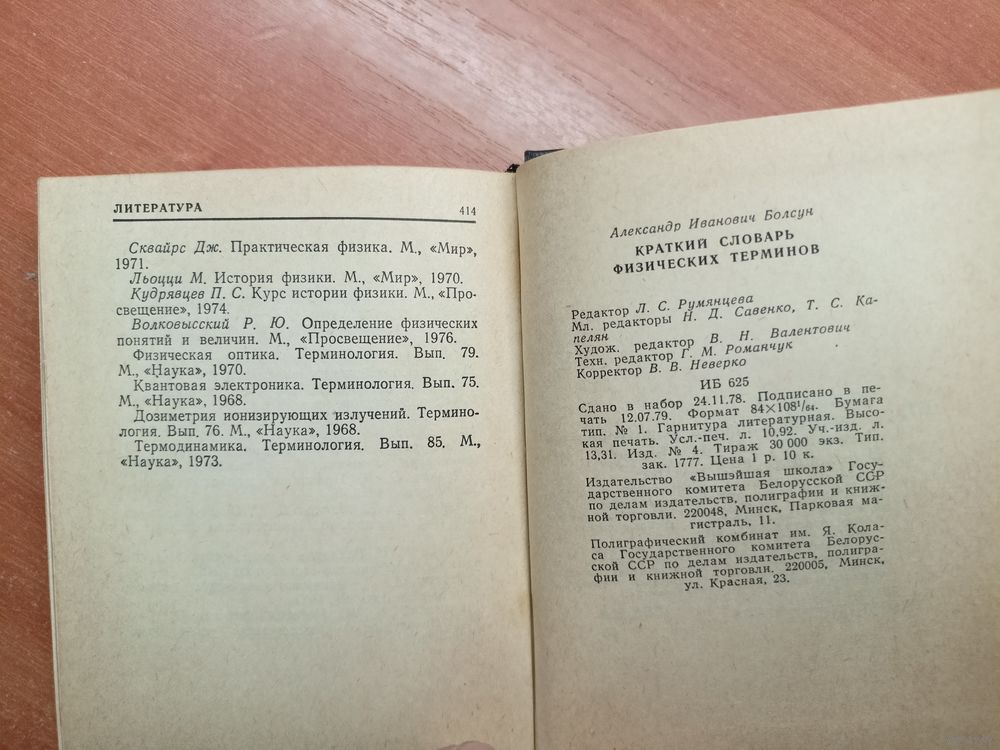 ЛИТЕРАТУРА
414
Сквайрс Дж. Практическая физика. М., «Мир»,
1971.
Льоцци М. История физики. М., «Мир», 1970.
Кудрявцев П. С. Курс истории физики. М., «Про-
свещение», 1974.
Волковысский Р. Ю. Определение физических
понятий и величин. М., «Просвещение», 1976.
Физическая оптика. Терминология. Вып. 79.
М., «Наука», 1970.
Квантовая электроника. Терминология. Вып. 75.
М., «Наука», 1968.
Дозиметрия ионизирующих излучений. Термино-
логия. Вып. 76. М., «Наука», 1968.
Термодинамика. Терминология. Вып. 85. М.,
«Наука», 1973.
Александр Иванович Болсун
КРАТКИЙ СЛОВАРЬ
ФИЗИЧЕСКИХ ТЕРМИНОВ
Редактор Л. С. Румянцева
Мл. редакторы Н. Д. Савенко, Т. С. Ка-
пелян
Худож. редактор В. Н. Валентович
Техн. редактор Г. М. Романчук
Корректор В. В. Неверко
ИБ 625
Сдано в набор 24.11.78. Подписано в пе-
чать 12.07.79. Формат 84×108¹/₆₄. Бумага
тип. № 1. Гарнитура литературная. Высо-
кая печать. Усл.-печ. л. 10,92. Уч.-изд. л.
13,31. Изд. № 4. Тираж 30 000 экз. Тип.
зак. 1777. Цена 1 р. 10 к.
Издательство «Вышэйшая школа» Госу-
дарственного комитета Белорусской ССР
по делам издательств, полиграфии и книж-
ной торговли. 220048, Минск, Парковая ма-
гистраль, 11.
Полиграфический комбинат им. Я. Кола-
са Государственного комитета Белорус-
ской ССР по делам издательств, полигра-
фии и книжной торговли. 220005, Минск,
ул. Красная, 23.